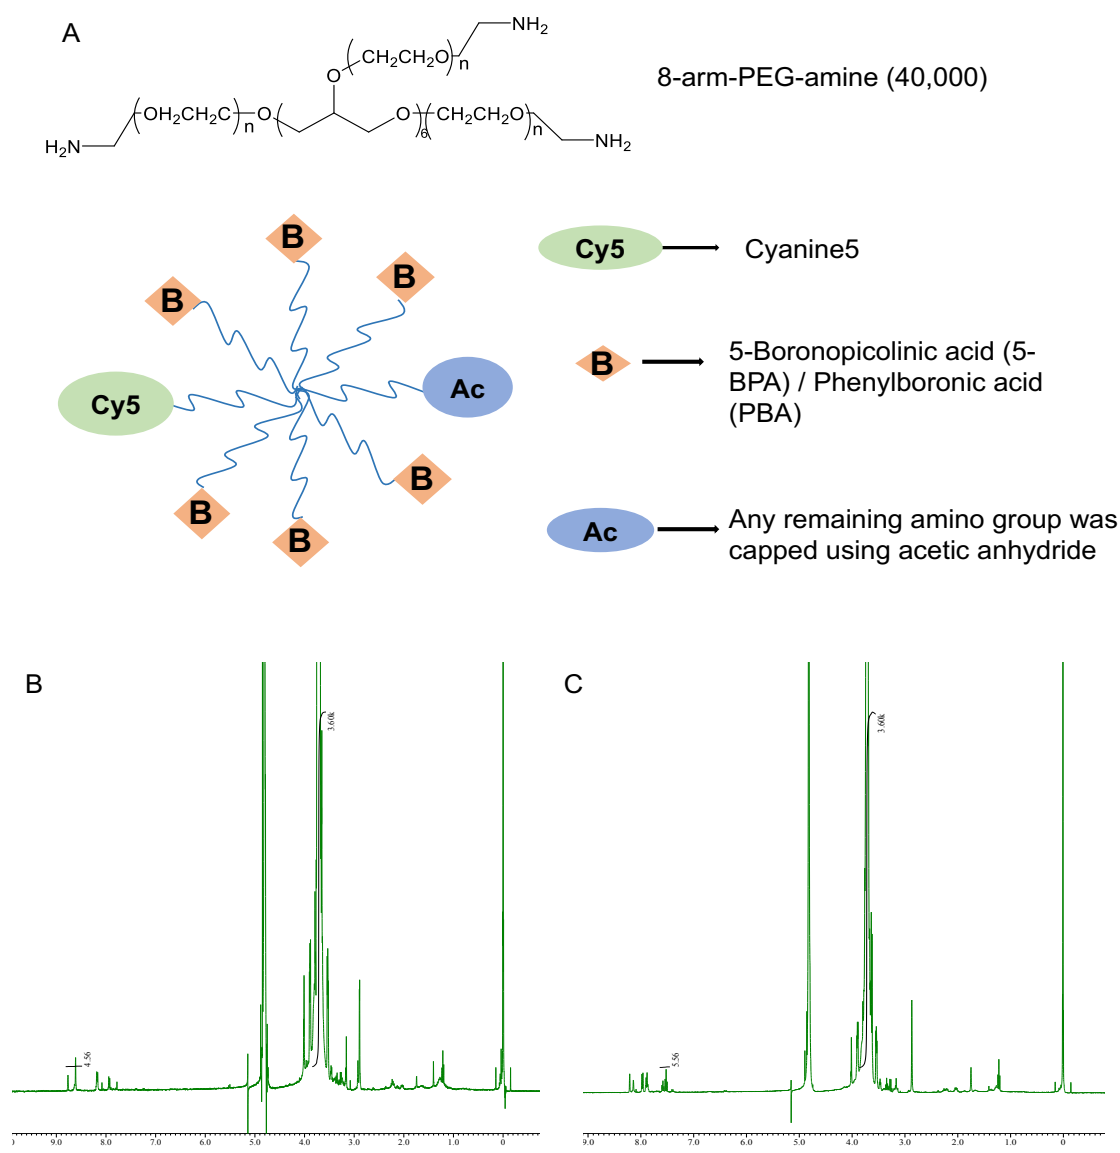 A
NH2
(CH2CH2O)n
O
8-arm-PEG-amine (40,000)
(OH2CH2C)n O ( O )6 (CH2CH2O)n
H2N
NH2
B
B
B
Cy5
Ac
B
B
B
Cy5
Cyanine5
B
5-Boronopicolinic acid (5-
BPA) / Phenylboronic acid
(PBA)
Ac
Any remaining amino group was
capped using acetic anhydride
B
3.60k
4.56
9.0 8.0 7.0 6.0 5.0 4.0 3.0 2.0 1.0 0
C
3.60k
5.56
9.0 8.0 7.0 6.0 5.0 4.0 3.0 2.0 1.0 0